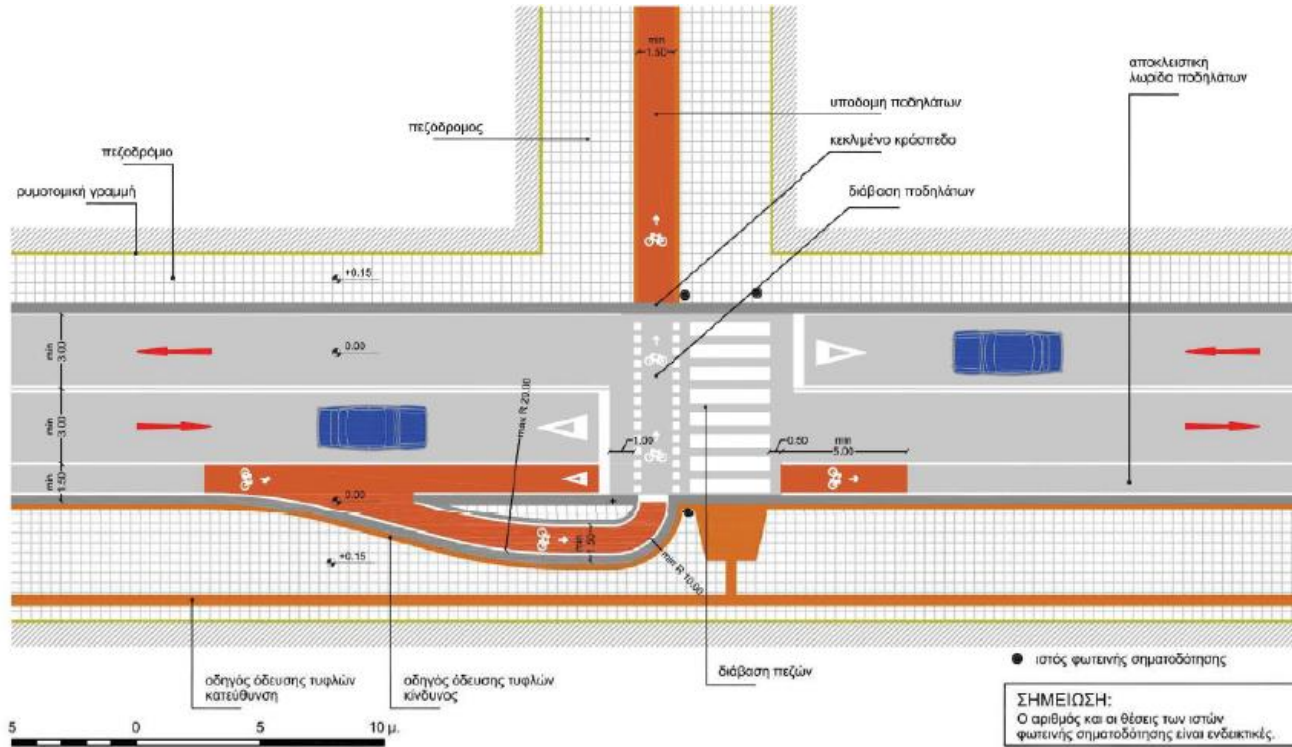 min
1.50
αποκλειστική
λωρίδα ποδηλάτων
υποδομή ποδηλάτων
πεζόδρομος
κεκλιμένο κράσπεδο
πεζοδρόμιο
ρυμοτομική γραμμή
διάβαση ποδηλάτων
+0.15
min
3.00
0.00
min
3.00
max R 20.00
1.00
0.50
min
5.00
min
1.50
0.00
min
1.50
+0.15
min R 10.00
οδηγός όδευσης τυφλών
κατεύθυνση
οδηγός όδευσης τυφλών
κίνδυνος
διάβαση πεζών
ιστός φωτεινής σηματοδότησης
ΣΗΜΕΙΩΣΗ:
Ο αριθμός και οι θέσεις των ιστών
φωτεινής σηματοδότησης είναι ενδεικτικές.
5 0 5 10 μ.